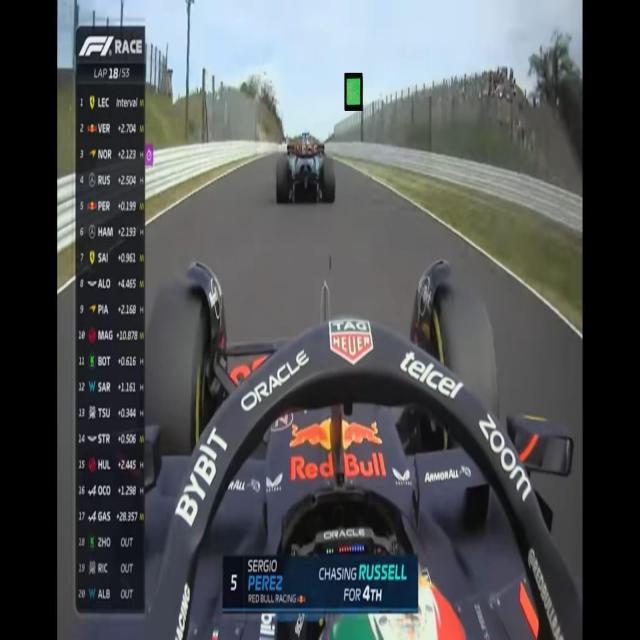 F1 RACE
LAP 18/53
1 LEC Interval M
2 VER +2.704 M
3 NOR +2.123 H
4 RUS +2.504 H
5 PER +0.199 M
6 HAM +2.193 H
7 SAI +0.961 M
8 ALO +4.465 M
9 PIA +2.168 H
10 MAG +10.878 M
11 BOT +0.616 H
12 SAR +1.161 H
13 TSU +0.344 H
14 STR +0.506 M
15 HUL +2.445 H
16 OCO +1.298 H
17 GAS +28.357 M
18 ZHO OUT
19 RIC OUT
20 ALB OUT
TAG
HEUER
ORACLE
telcel
BYBIT
zoom
Red Bull
ARMORALL
ORACLE
5 SERGIO PEREZ
RED BULL RACING
CHASING RUSSELL
FOR 4TH